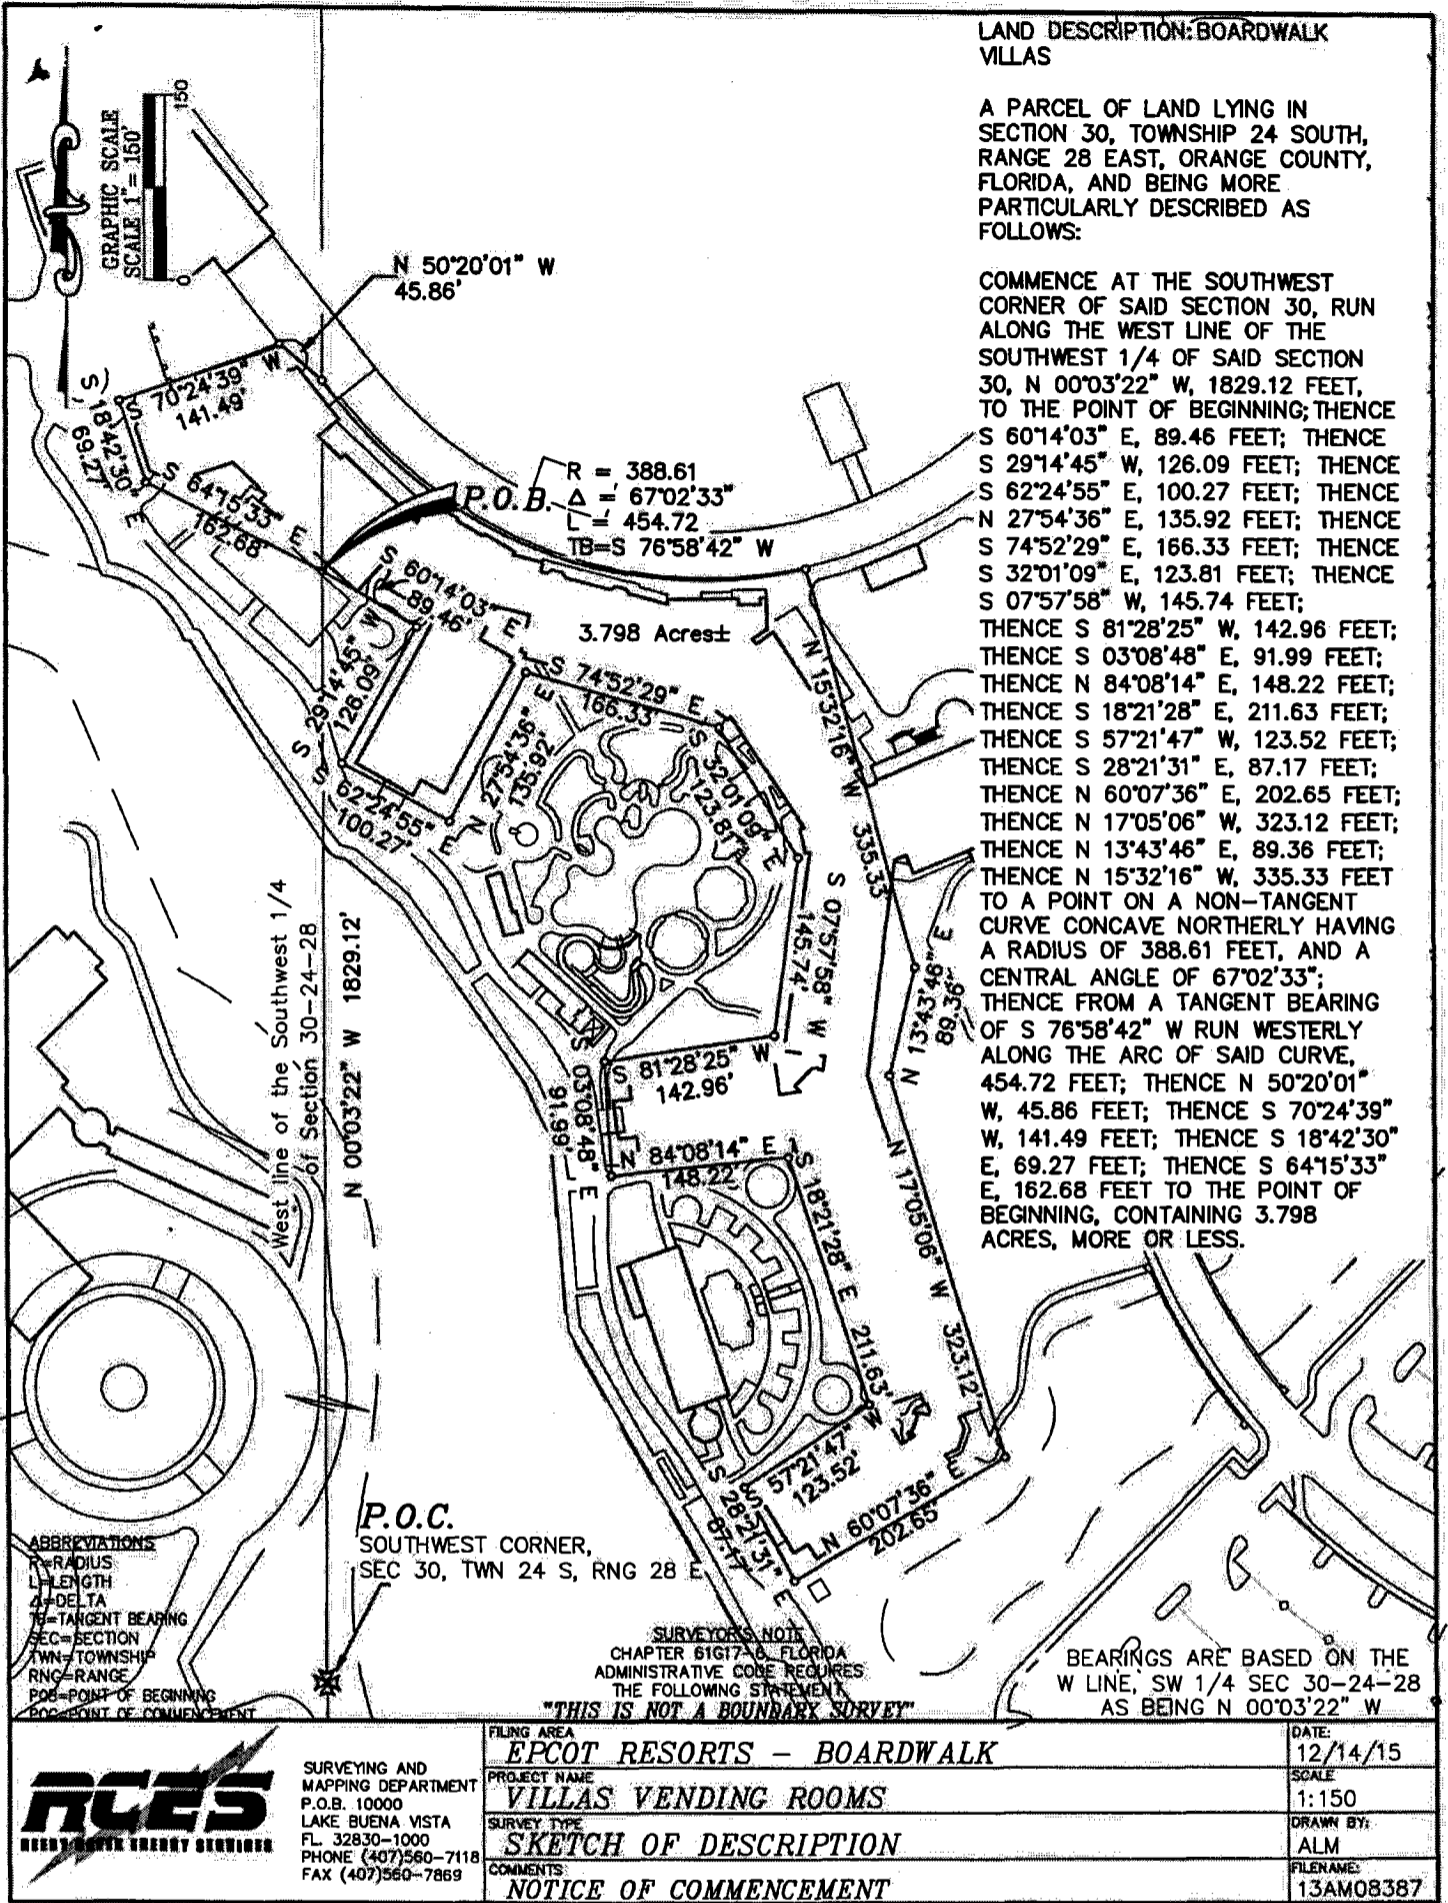 LAND DESCRIPTION: BOARDWALK
VILLAS
A PARCEL OF LAND LYING IN
SECTION 30, TOWNSHIP 24 SOUTH,
RANGE 28 EAST, ORANGE COUNTY,
FLORIDA, AND BEING MORE
PARTICULARLY DESCRIBED AS
FOLLOWS:
COMMENCE AT THE SOUTHWEST
CORNER OF SAID SECTION 30, RUN
ALONG THE WEST LINE OF THE
SOUTHWEST 1/4 OF SAID SECTION
30, N 00°03'22" W, 1829.12 FEET,
TO THE POINT OF BEGINNING; THENCE
S 60°14'03" E, 89.46 FEET; THENCE
S 29°14'45" W, 126.09 FEET; THENCE
S 62°24'55" E, 100.27 FEET; THENCE
N 27°54'36" E, 135.92 FEET; THENCE
S 74°52'29" E, 166.33 FEET; THENCE
S 32°01'09" E, 123.81 FEET; THENCE
S 07°57'58" W, 145.74 FEET;
THENCE S 81°28'25" W, 142.96 FEET;
THENCE S 03°08'48" E, 91.99 FEET;
THENCE N 84°08'14" E, 148.22 FEET;
THENCE S 18°21'28" E, 211.63 FEET;
THENCE S 57°21'47" W, 123.52 FEET;
THENCE S 28°21'31" E, 87.17 FEET;
THENCE N 60°07'36" E, 202.65 FEET;
THENCE N 17°05'06" W, 323.12 FEET;
THENCE N 13°43'46" E, 89.36 FEET;
THENCE N 15°32'16" W, 335.33 FEET
TO A POINT ON A NON-TANGENT
CURVE CONCAVE NORTHERLY HAVING
A RADIUS OF 388.61 FEET, AND A
CENTRAL ANGLE OF 67°02'33";
THENCE FROM A TANGENT BEARING
OF S 76°58'42" W RUN WESTERLY
ALONG THE ARC OF SAID CURVE,
454.72 FEET; THENCE N 50°20'01"
W, 45.86 FEET; THENCE S 70°24'39"
W, 141.49 FEET; THENCE S 18°42'30"
E, 69.27 FEET; THENCE S 64°15'33"
E, 162.68 FEET TO THE POINT OF
BEGINNING, CONTAINING 3.798
ACRES, MORE OR LESS.
GRAPHIC SCALE
SCALE 1" = 150'
0
150
N 50°20'01" W
45.86'
S 70°24'39" W
141.49'
S 18°42'30" E
69.27'
S 64°15'33" E
162.68'
P.O.B.
R = 388.61'
Δ = 67°02'33"
L = 454.72'
TB=S 76°58'42" W
S 60°14'03" E
89.46'
3.798 Acres±
S 29°14'45" W
126.09'
S 62°24'55" E
100.27'
N 27°54'36" E
135.92'
S 74°52'29" E
166.33'
S 32°01'09" E
123.81'
N 15°32'16" W 335.33'
S 07°57'58" W
145.74'
N 13°43'46" E
89.36'
S 81°28'25" W
142.96'
S 03°08'48" E
91.99'
N 84°08'14" E
148.22'
S 18°21'28" E 211.63'
N 17°05'06" W 323.12'
S 57°21'47" W
123.52'
S 28°21'31" E
87.17'
N 60°07'36" E
202.65'
West line of the Southwest 1/4
of Section 30-24-28
N 00°03'22" W 1829.12'
P.O.C.
SOUTHWEST CORNER,
SEC 30, TWN 24 S, RNG 28 E
ABBREVIATIONS
R=RADIUS
L=LENGTH
Δ=DELTA
TB=TANGENT BEARING
SEC=SECTION
TWN=TOWNSHIP
RNG=RANGE
POB=POINT OF BEGINNING
POC=POINT OF COMMENCEMENT
SURVEYOR'S NOTE
CHAPTER 61G17-6, FLORIDA
ADMINISTRATIVE CODE REQUIRES
THE FOLLOWING STATEMENT
"THIS IS NOT A BOUNDARY SURVEY"
BEARINGS ARE BASED ON THE
W LINE, SW 1/4 SEC 30-24-28
AS BEING N 00°03'22" W
RCES
REEDY CREEK ENERGY SERVICES
SURVEYING AND
MAPPING DEPARTMENT
P.O.B. 10000
LAKE BUENA VISTA
FL. 32830-1000
PHONE (407)560-7118
FAX (407)560-7869
FILING AREA
EPCOT RESORTS - BOARDWALK
PROJECT NAME
VILLAS VENDING ROOMS
SURVEY TYPE
SKETCH OF DESCRIPTION
COMMENTS:
NOTICE OF COMMENCEMENT
DATE:
12/14/15
SCALE
1:150
DRAWN BY:
ALM
FILENAME:
13AM08387